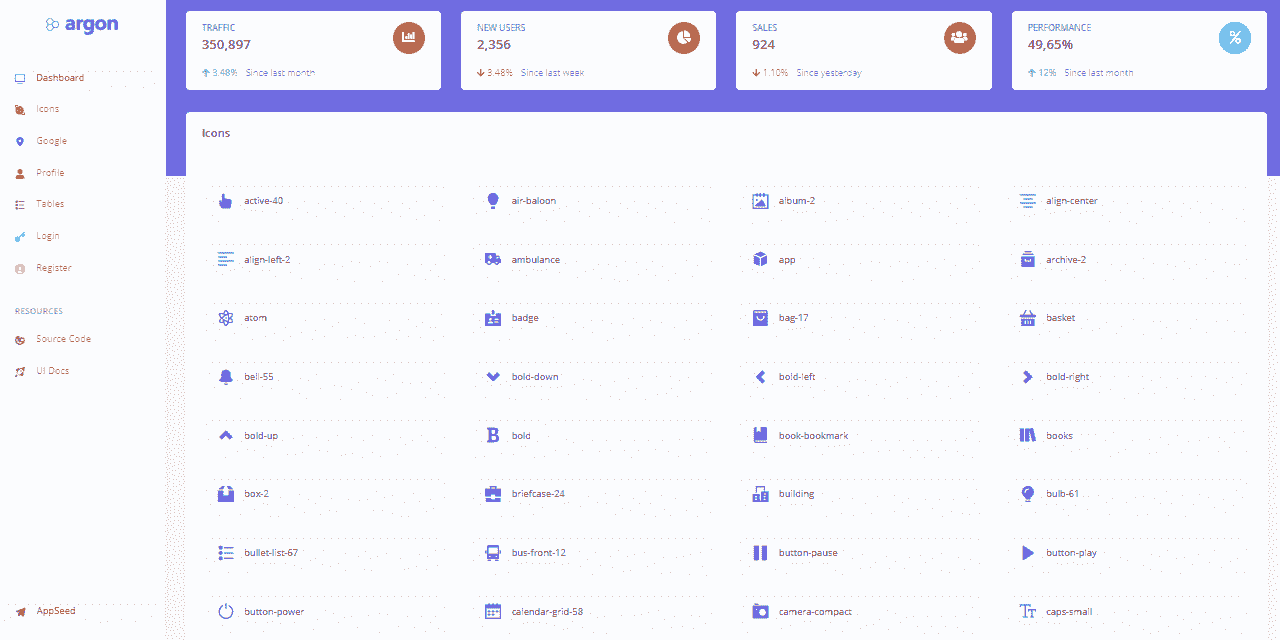 argon
Dashboard
Icons
Google
Profile
Tables
Login
Register
RESOURCES
Source Code
UI Docs
AppSeed
TRAFFIC
350,897
3.48% Since last month
NEW USERS
2,356
3.48% Since last week
SALES
924
1.10% Since yesterday
PERFORMANCE
49,65%
12% Since last month
Icons
active-40 air-baloon album-2 align-center
align-left-2 ambulance app archive-2
atom badge bag-17 basket
bell-55 bold-down bold-left bold-right
bold-up bold book-bookmark books
box-2 briefcase-24 building bulb-61
bullet-list-67 bus-front-12 button-pause button-play
button-power calendar-grid-58 camera-compact caps-small